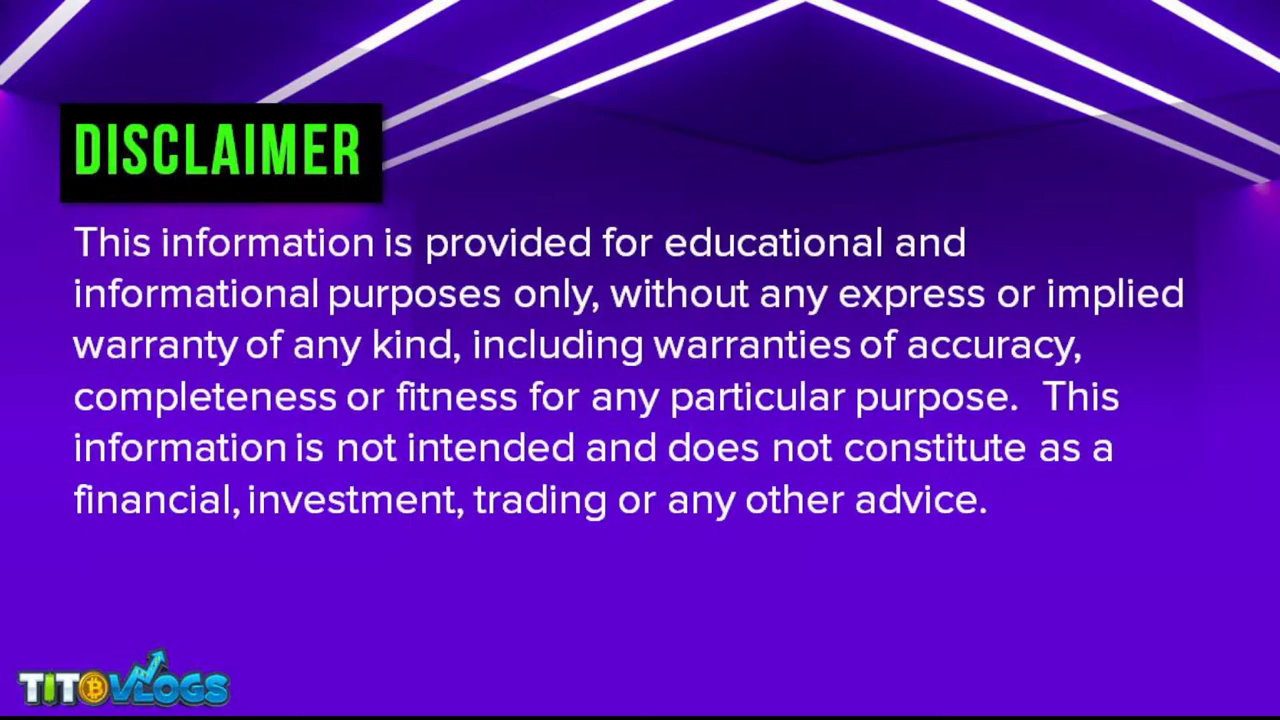 DISCLAIMER
This information is provided for educational and
informational purposes only, without any express or implied
warranty of any kind, including warranties of accuracy,
completeness or fitness for any particular purpose. This
information is not intended and does not constitute as a
financial, investment, trading or any other advice.
TITOVLOGS